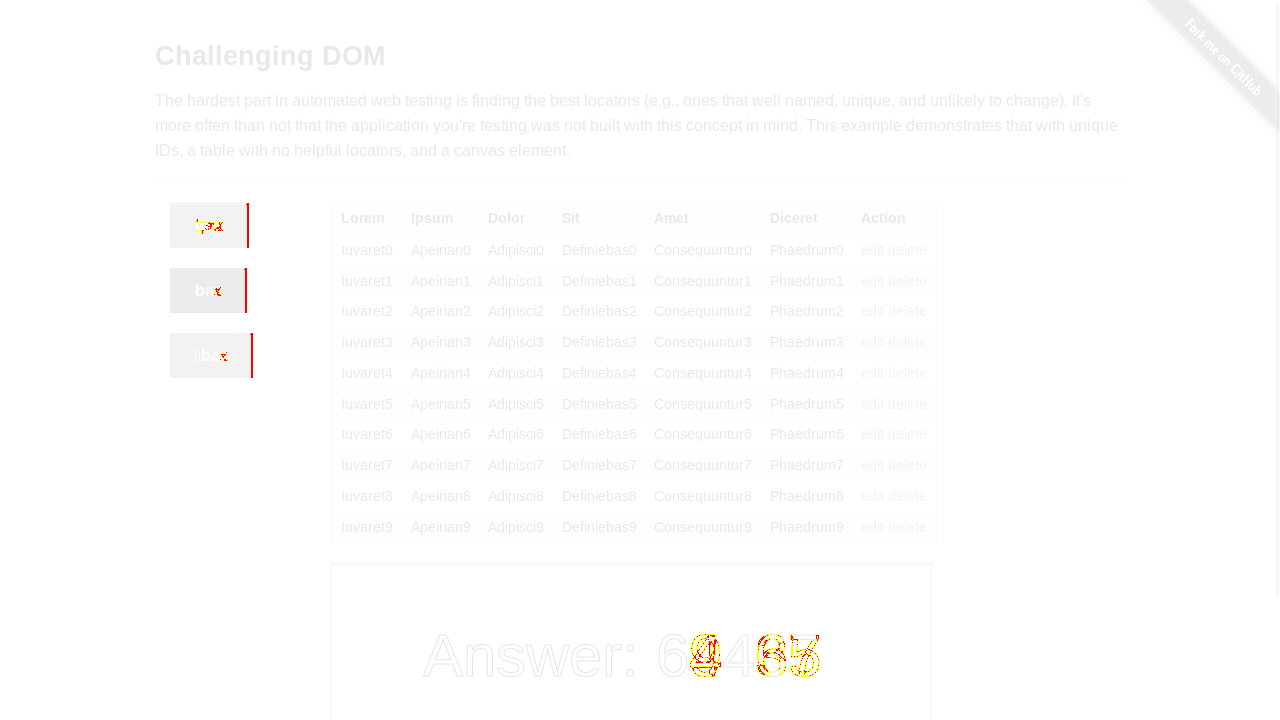 Challenging DOM
Fork me on GitHub
The hardest part in automated web testing is finding the best locators (e.g., ones that well named, unique, and unlikely to change). It's
more often than not that the application you're testing was not built with this concept in mind. This example demonstrates that with unique
IDs, a table with no helpful locators, and a canvas element.
Lorem Ipsum Dolor Sit Amet Diceret Action
Iuvaret0 Apeirian0 Adipisci0 Definiebas0 Consequuntur0 Phaedrum0 edit delete
Iuvaret1 Apeirian1 Adipisci1 Definiebas1 Consequuntur1 Phaedrum1 edit delete
Iuvaret2 Apeirian2 Adipisci2 Definiebas2 Consequuntur2 Phaedrum2 edit delete
Iuvaret3 Apeirian3 Adipisci3 Definiebas3 Consequuntur3 Phaedrum3 edit delete
Iuvaret4 Apeirian4 Adipisci4 Definiebas4 Consequuntur4 Phaedrum4 edit delete
Iuvaret5 Apeirian5 Adipisci5 Definiebas5 Consequuntur5 Phaedrum5 edit delete
Iuvaret6 Apeirian6 Adipisci6 Definiebas6 Consequuntur6 Phaedrum6 edit delete
Iuvaret7 Apeirian7 Adipisci7 Definiebas7 Consequuntur7 Phaedrum7 edit delete
Iuvaret8 Apeirian8 Adipisci8 Definiebas8 Consequuntur8 Phaedrum8 edit delete
Iuvaret9 Apeirian9 Adipisci9 Definiebas9 Consequuntur9 Phaedrum9 edit delete
Answer: